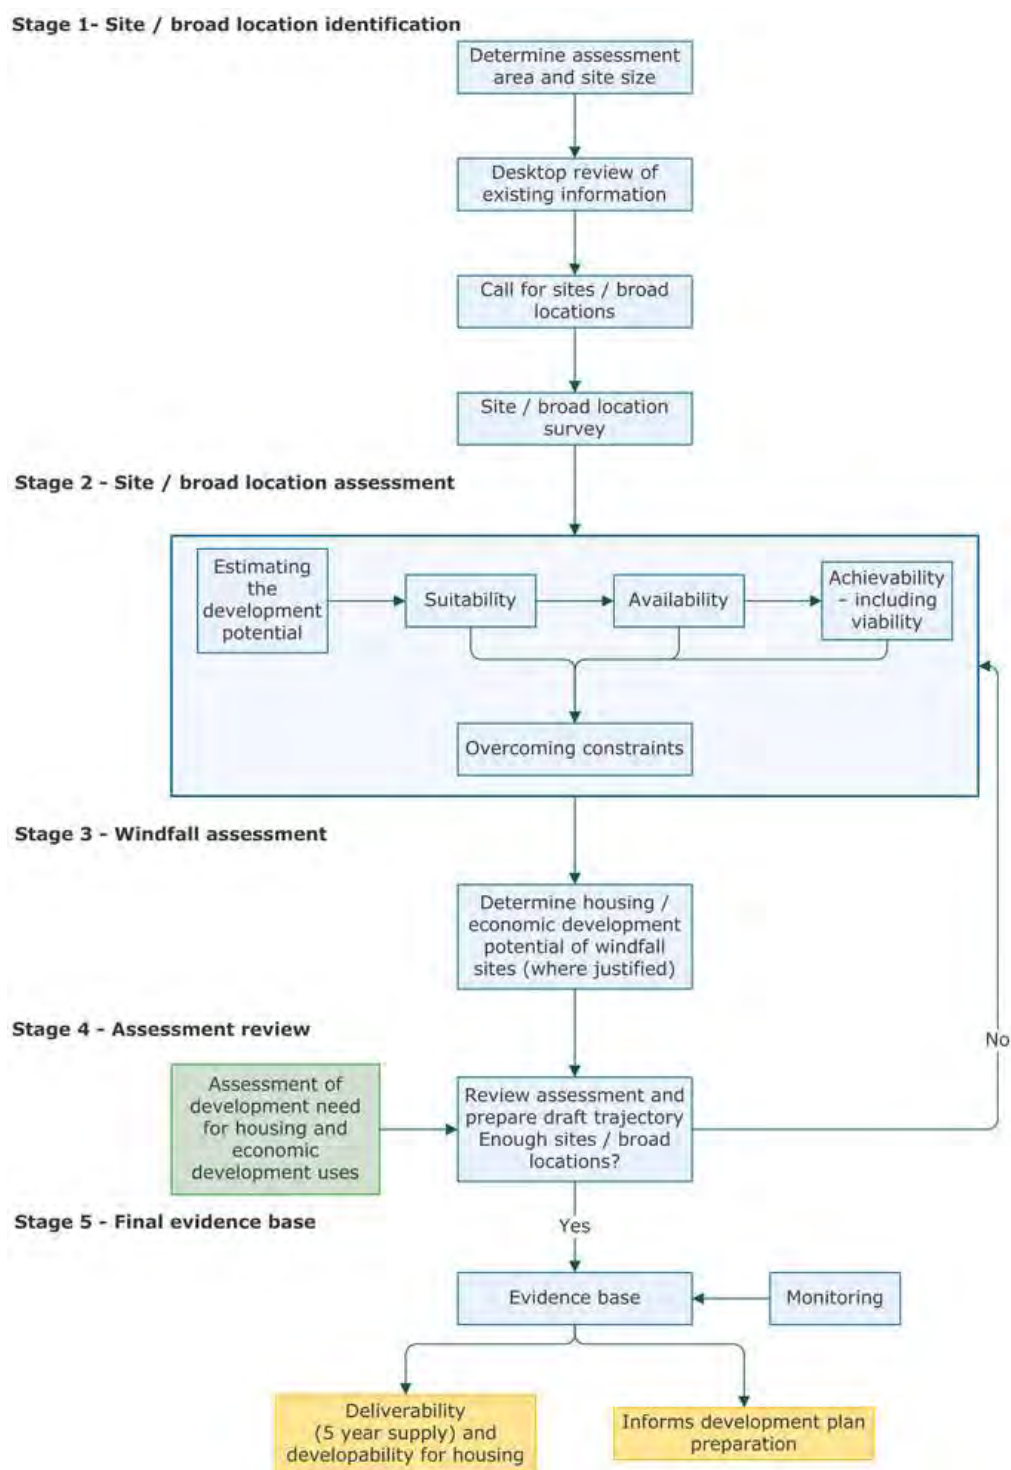 Stage 1- Site / broad location identification
Determine assessment
area and site size
Desktop review of
existing information
Call for sites / broad
locations
Site / broad location
survey
Stage 2 - Site / broad location assessment
Estimating
the
development
potential
Suitability
Availability
Achievability
– including
viability
Overcoming constraints
Stage 3 - Windfall assessment
Determine housing /
economic development
potential of windfall
sites (where justified)
Stage 4 - Assessment review
Assessment of
development need
for housing and
economic
development uses
Review assessment and
prepare draft trajectory
Enough sites / broad
locations?
No
Stage 5 - Final evidence base
Yes
Evidence base
Monitoring
Deliverability
(5 year supply) and
developability for housing
Informs development plan
preparation